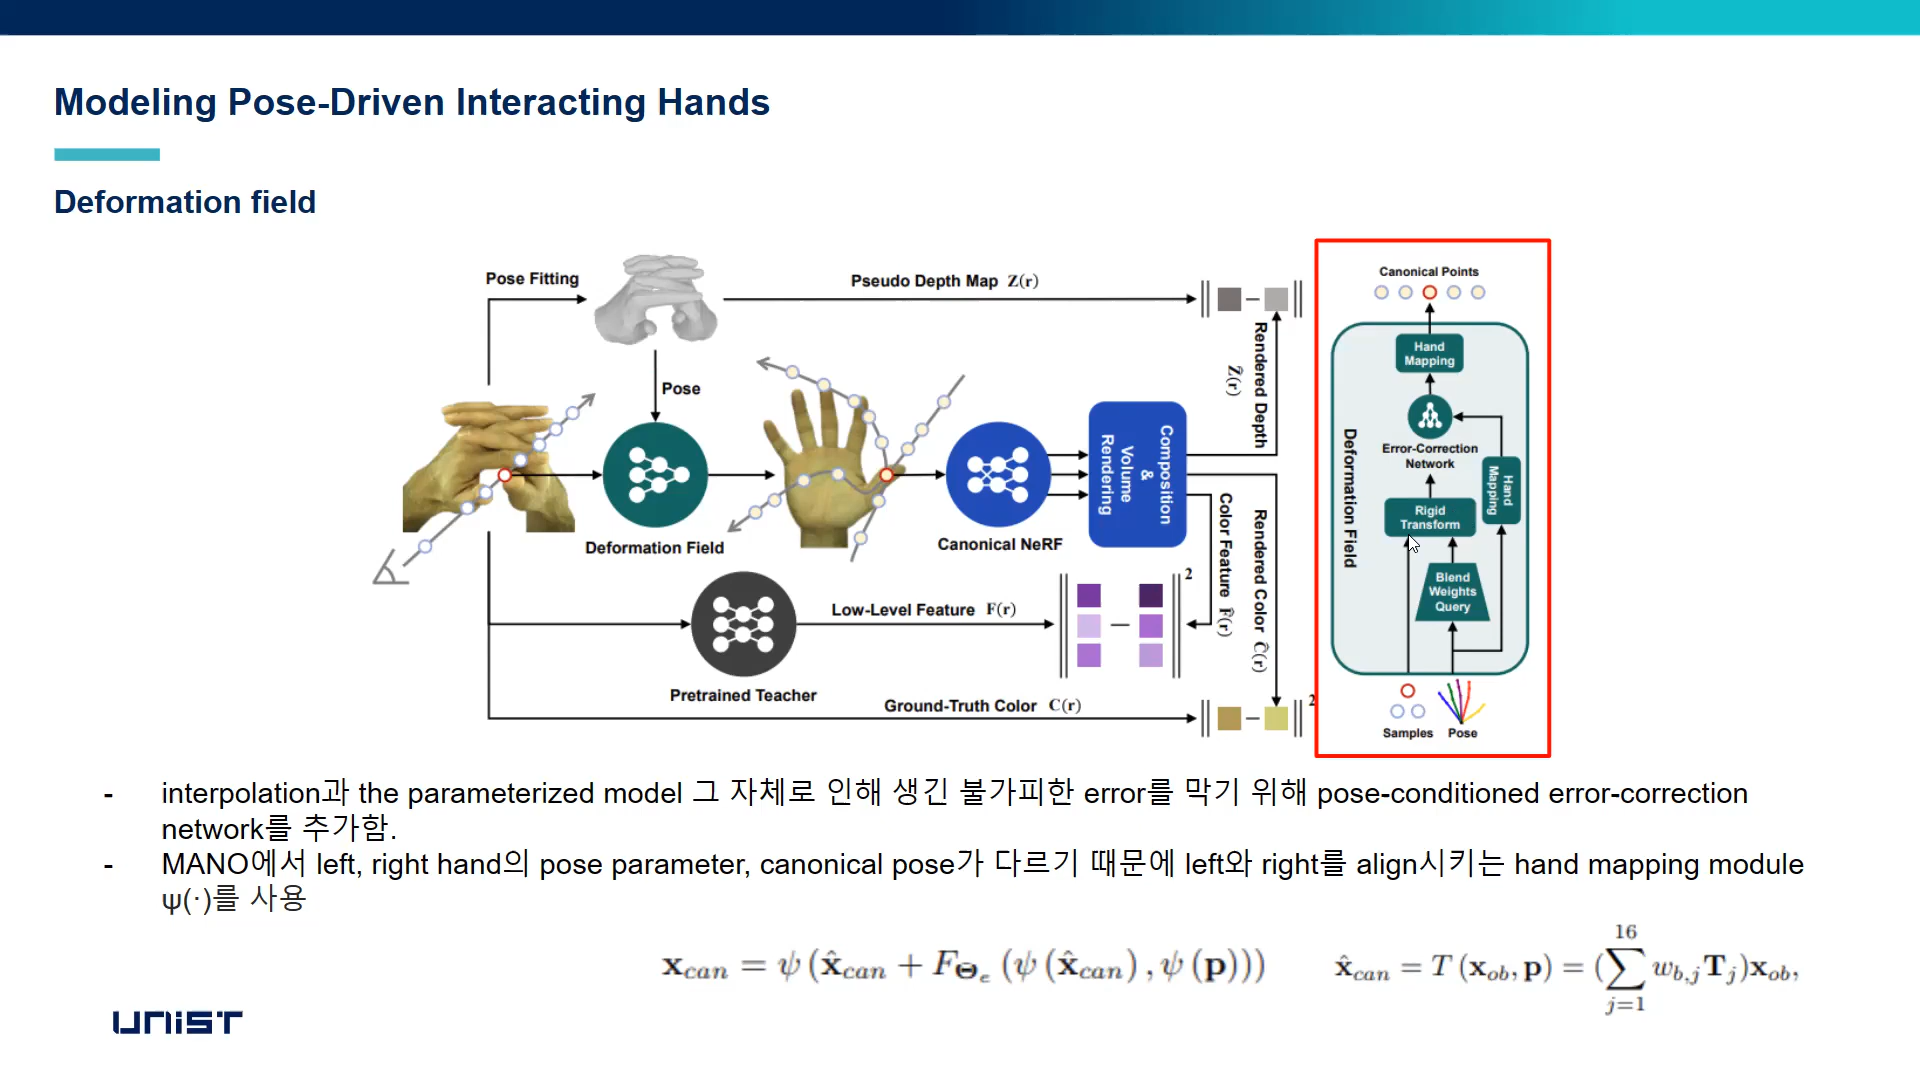 Modeling Pose-Driven Interacting Hands
Deformation field
Pose Fitting
Pseudo Depth Map Z(r)
Rendered Depth
Ẑ(r)
Pose
Deformation Field
Canonical NeRF
Composition
&
Volume
Rendering
Color Feature F̂(r)
Rendered Color Ĉ(r)
Low-Level Feature F(r)
2
Pretrained Teacher
Ground-Truth Color C(r)
2
Canonical Points
Hand
Mapping
Error-Correction
Network
Hand
Mapping
Rigid
Transform
Blend
Weights
Query
Deformation Field
Samples
Pose
- interpolation과 the parameterized model 그 자체로 인해 생긴 불가피한 error를 막기 위해 pose-conditioned error-correction
network를 추가함.
- MANO에서 left, right hand의 pose parameter, canonical pose가 다르기 때문에 left와 right를 align시키는 hand mapping module
ψ(·)를 사용
x_can = ψ (x̂_can + F_Θ_e (ψ (x̂_can) , ψ (p)))
x̂_can = T (x_ob, p) = (∑_{j=1}^{16} w_{b,j} T_j) x_ob,
UNIST